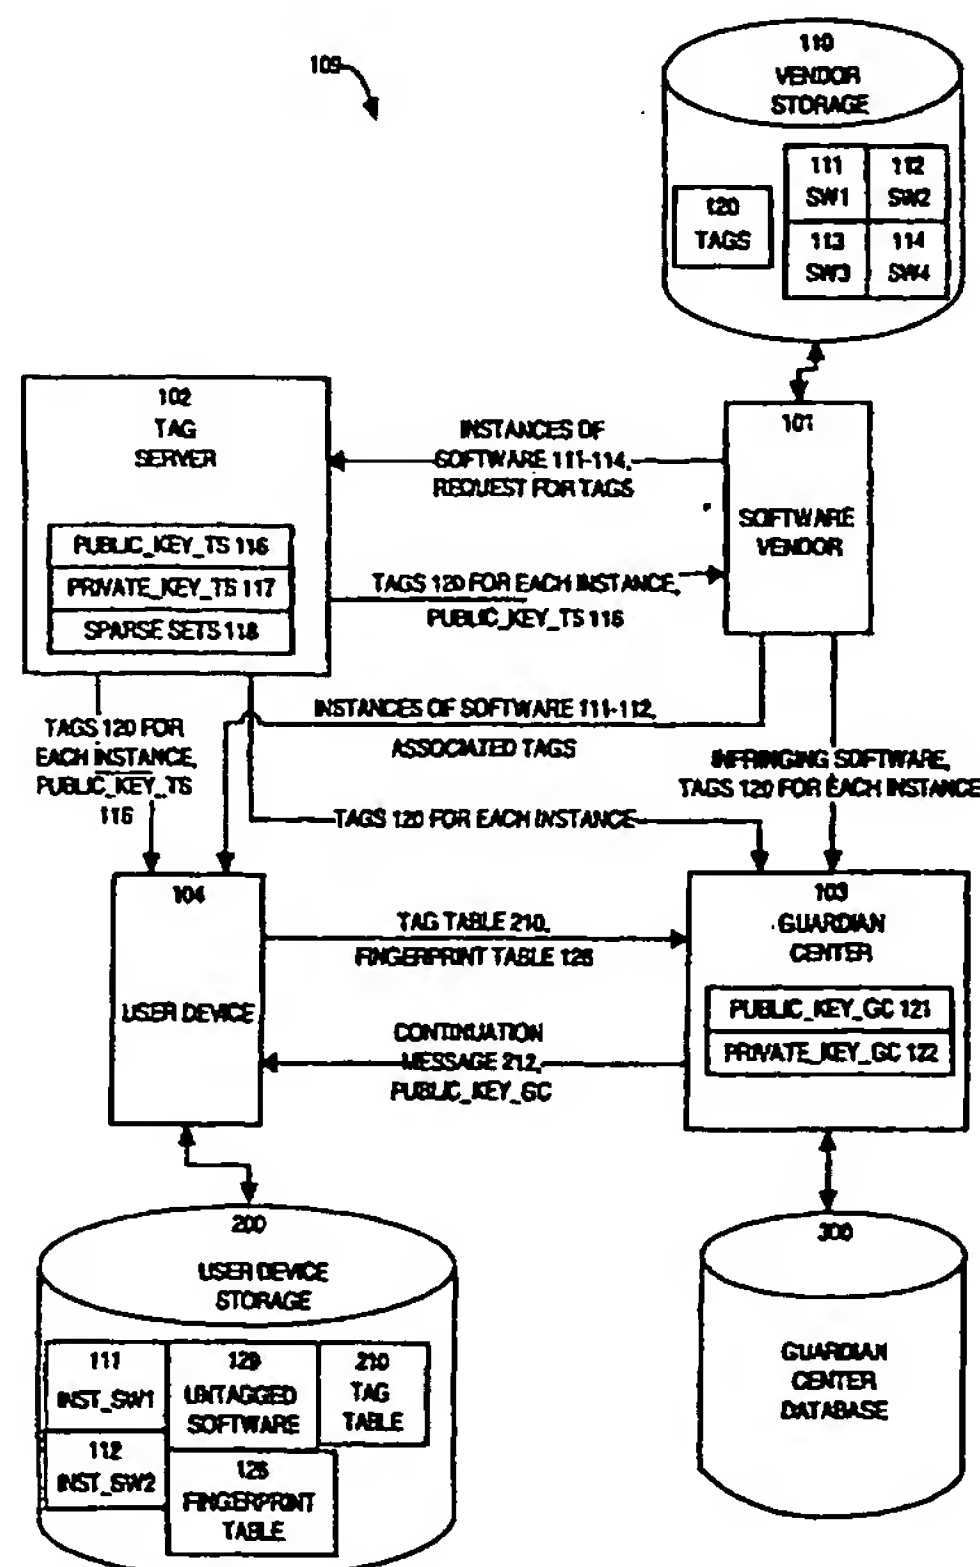 109
110
VENDOR
STORAGE
120
TAGS
111
SW1
112
SW2
113
SW3
114
SW4
102
TAG
SERVER
PUBLIC_KEY_TS 116
PRIVATE_KEY_TS 117
SPARSE SETS 118
INSTANCES OF
SOFTWARE 111-114,
REQUEST FOR TAGS
101
SOFTWARE
VENDOR
TAGS 120 FOR EACH INSTANCE,
PUBLIC_KEY_TS 116
TAGS 120 FOR
EACH INSTANCE,
PUBLIC_KEY_TS
116
INSTANCES OF SOFTWARE 111-112,
ASSOCIATED TAGS
INFRINGING SOFTWARE,
TAGS 120 FOR EACH INSTANCE
TAGS 120 FOR EACH INSTANCE
104
USER DEVICE
TAG TABLE 210,
FINGERPRINT TABLE 126
CONTINUATION
MESSAGE 212,
PUBLIC_KEY_GC
103
GUARDIAN
CENTER
PUBLIC_KEY_GC 121
PRIVATE_KEY_GC 122
200
USER DEVICE
STORAGE
111
INST_SW1
112
INST_SW2
129
UNTAGGED
SOFTWARE
210
TAG
TABLE
126
FINGERPRINT
TABLE
300
GUARDIAN
CENTER
DATABASE